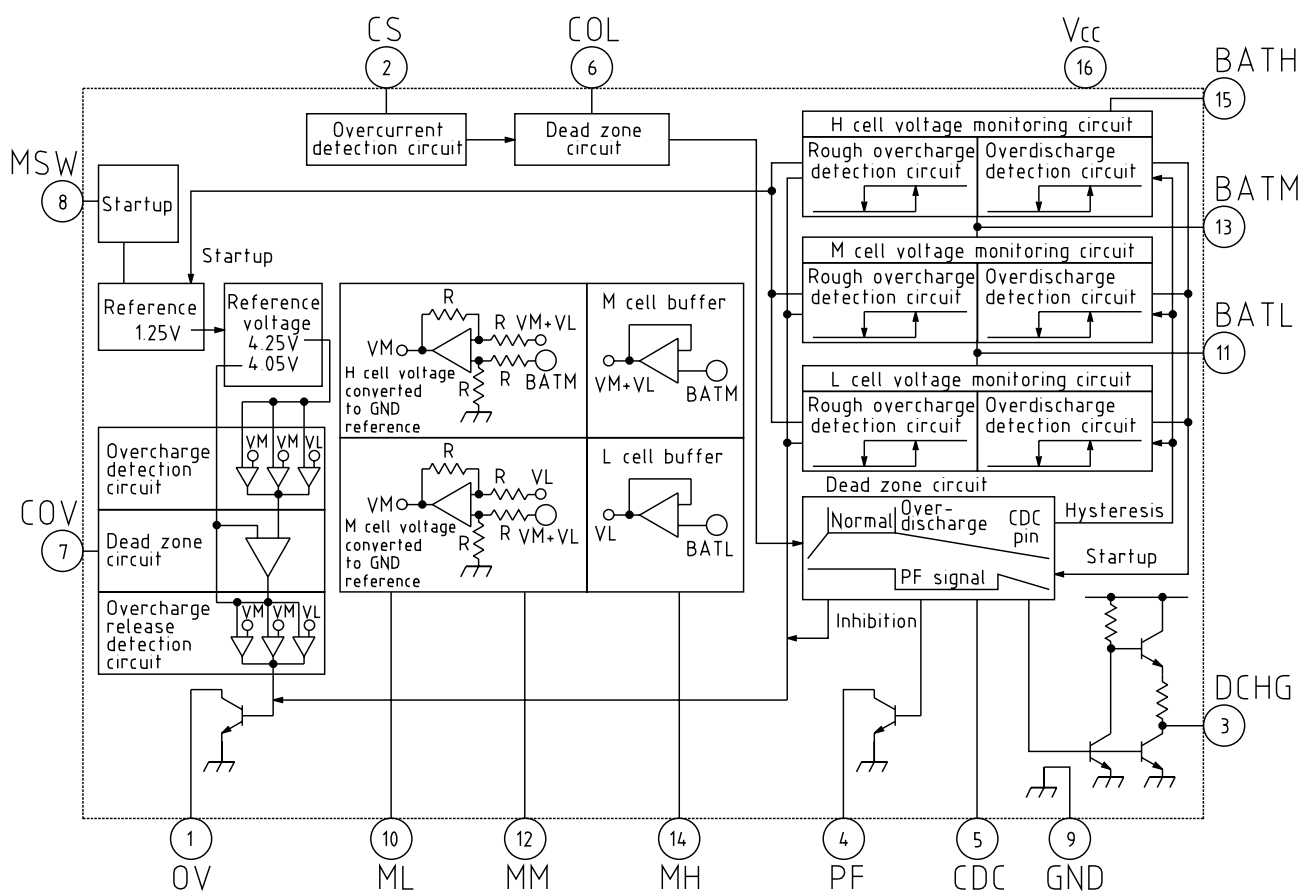 CS
2
COL
6
Vcc
16
BATH
15
MSW
8
BATM
13
BATL
11
COV
7
DCHG
3
Overcurrent
detection circuit
Dead zone
circuit
H cell voltage monitoring circuit
Rough overcharge
detection circuit
Overdischarge
detection circuit
M cell voltage monitoring circuit
Rough overcharge
detection circuit
Overdischarge
detection circuit
L cell voltage monitoring circuit
Rough overcharge
detection circuit
Overdischarge
detection circuit
Startup
Startup
Reference
1.25V
Reference
voltage
4.25V
4.05V
R
R
VM+VL
VM
R
R
BATM
H cell voltage
converted
to GND
reference
M cell buffer
VM+VL
BATM
R
R
VL
VM
R
R
VM+VL
M cell voltage
converted
to GND
reference
L cell buffer
VL
BATL
Overcharge
detection
circuit
VM
VM
VL
Dead zone
circuit
Overcharge
release
detection
circuit
VM
VM
VL
Dead zone circuit
Normal
Over-
discharge
CDC
pin
PF signal
Hysteresis
Startup
Inhibition
1
OV
10
ML
12
MM
14
MH
4
PF
5
CDC
9
GND